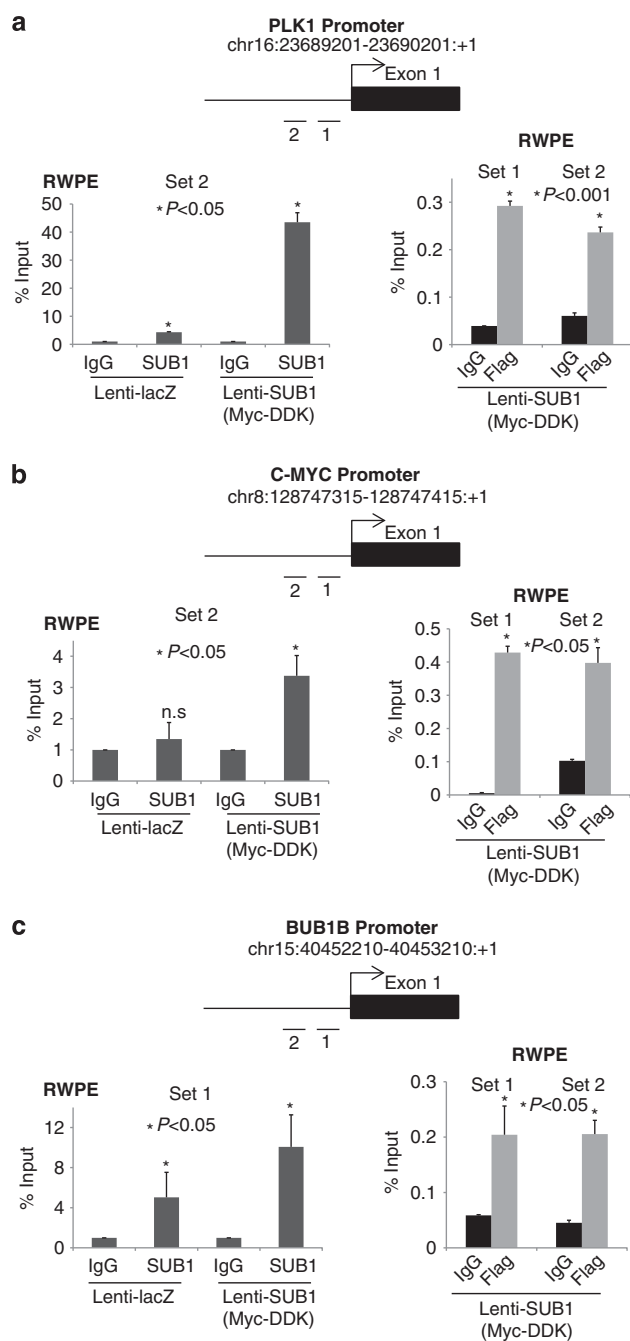 a
PLK1 Promoter
chr16:23689201-23690201:+1
Exon 1
2 1
RWPE
Set 2
* P<0.05
% Input
50
40
30
20
10
0
*
*
IgG SUB1 IgG SUB1
Lenti-lacZ Lenti-SUB1
(Myc-DDK)
RWPE
Set 1 Set 2
* P<0.001
% Input
0.3
0.2
0.1
0
*
*
IgG Flag IgG Flag
Lenti-SUB1
(Myc-DDK)
b
C-MYC Promoter
chr8:128747315-128747415:+1
Exon 1
2 1
RWPE
Set 2
* P<0.05
% Input
5
4
3
2
1
0
n.s
*
IgG SUB1 IgG SUB1
Lenti-lacZ Lenti-SUB1
(Myc-DDK)
RWPE
Set 1 Set 2
*P<0.05
% Input
0.5
0.4
0.3
0.2
0.1
0
*
*
IgG Flag IgG Flag
Lenti-SUB1
(Myc-DDK)
c
BUB1B Promoter
chr15:40452210-40453210:+1
Exon 1
2 1
RWPE
Set 1
* P<0.05
% Input
12
8
4
0
*
*
IgG SUB1 IgG SUB1
Lenti-lacZ Lenti-SUB1
(Myc-DDK)
RWPE
Set 1 Set 2
* P<0.05
% Input
0.3
0.2
0.1
0
*
*
IgG Flag IgG Flag
Lenti-SUB1
(Myc-DDK)